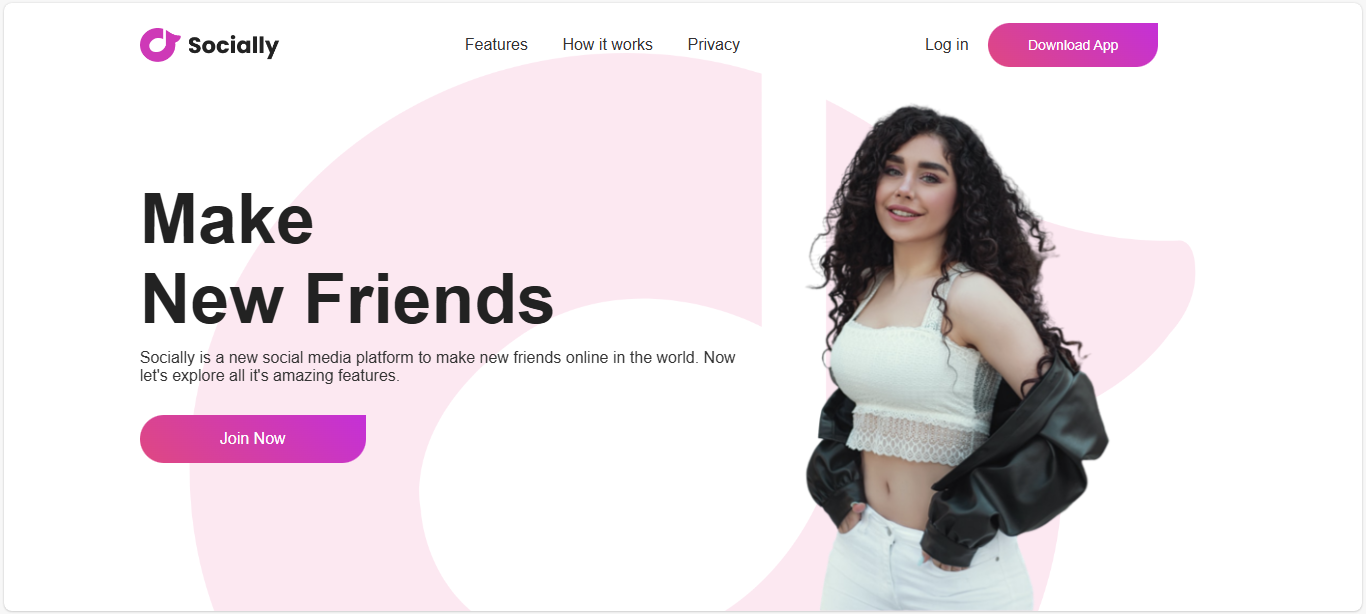 Socially
Features
How it works
Privacy
Log in
Download App
Make
New Friends
Socially is a new social media platform to make new friends online in the world. Now
let's explore all it's amazing features.
Join Now